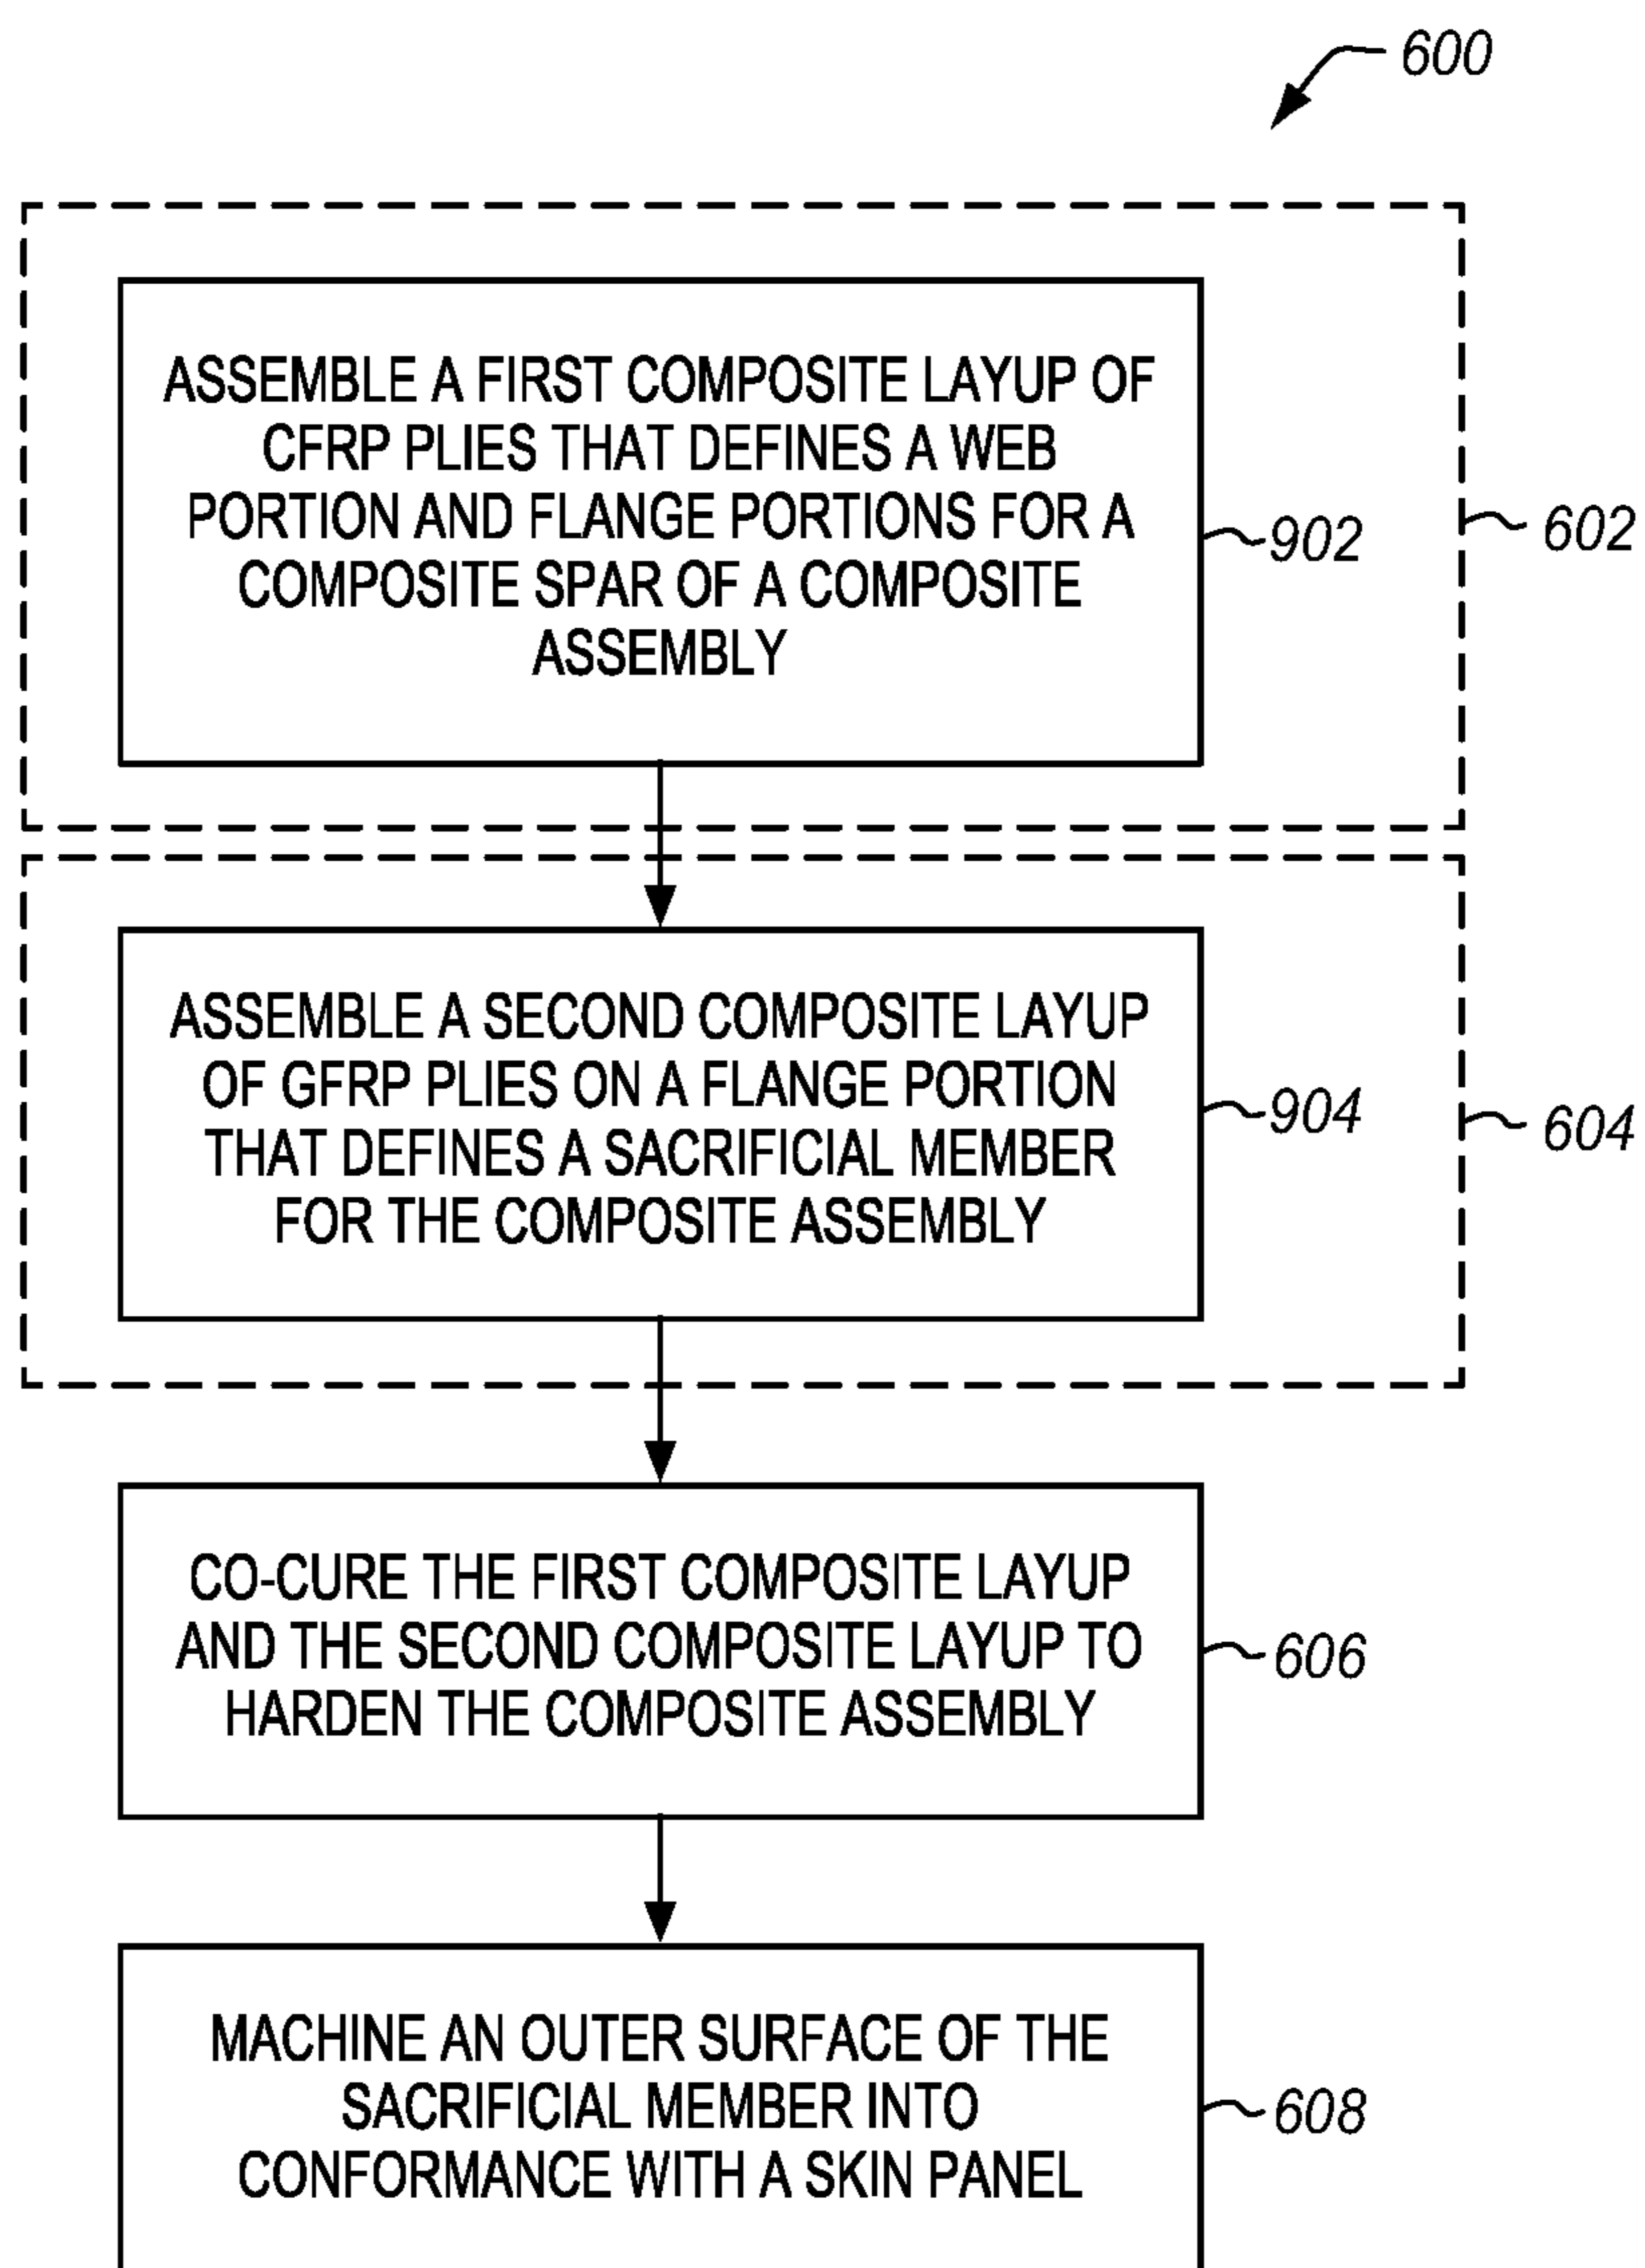 600
ASSEMBLE A FIRST COMPOSITE LAYUP OF
CFRP PLIES THAT DEFINES A WEB
PORTION AND FLANGE PORTIONS FOR A
COMPOSITE SPAR OF A COMPOSITE
ASSEMBLY
902
602
ASSEMBLE A SECOND COMPOSITE LAYUP
OF GFRP PLIES ON A FLANGE PORTION
THAT DEFINES A SACRIFICIAL MEMBER
FOR THE COMPOSITE ASSEMBLY
904
604
CO-CURE THE FIRST COMPOSITE LAYUP
AND THE SECOND COMPOSITE LAYUP TO
HARDEN THE COMPOSITE ASSEMBLY
606
MACHINE AN OUTER SURFACE OF THE
SACRIFICIAL MEMBER INTO
CONFORMANCE WITH A SKIN PANEL
608